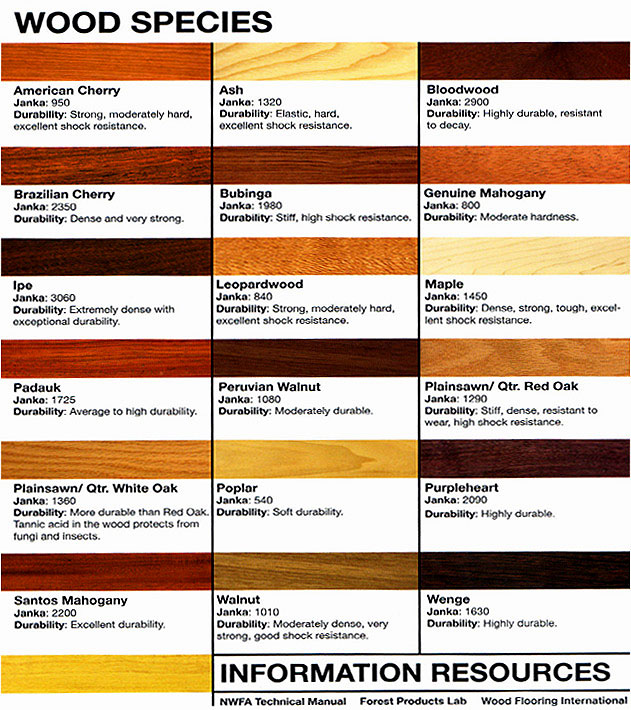 WOOD SPECIES
American Cherry
Janka: 950
Durability: Strong, moderately hard,
excellent shock resistance.
Ash
Janka: 1320
Durability: Elastic, hard,
excellent shock resistance.
Bloodwood
Janka: 2900
Durability: Highly durable, resistant
to decay.
Brazilian Cherry
Janka: 2350
Durability: Dense and very strong.
Bubinga
Janka: 1980
Durability: Stiff, high shock resistance.
Genuine Mahogany
Janka: 800
Durability: Moderate hardness.
Ipe
Janka: 3060
Durability: Extremely dense with
exceptional durability.
Leopardwood
Janka: 840
Durability: Strong, moderately hard,
excellent shock resistance.
Maple
Janka: 1450
Durability: Dense, strong, tough, excel-
lent shock resistance.
Padauk
Janka: 1725
Durability: Average to high durability.
Peruvian Walnut
Janka: 1080
Durability: Moderately durable.
Plainsawn/ Qtr. Red Oak
Janka: 1290
Durability: Stiff, dense, resistant to
wear, high shock resistance.
Plainsawn/ Qtr. White Oak
Janka: 1360
Durability: More durable than Red Oak.
Tannic acid in the wood protects from
fungi and insects.
Poplar
Janka: 540
Durability: Soft durability.
Purpleheart
Janka: 2090
Durability: Highly durable.
Santos Mahogany
Janka: 2200
Durability: Excellent durability.
Walnut
Janka: 1010
Durability: Moderately dense, very
strong, good shock resistance.
Wenge
Janka: 1630
Durability: Highly durable.
INFORMATION RESOURCES
NWFA Technical Manual Forest Products Lab Wood Flooring International